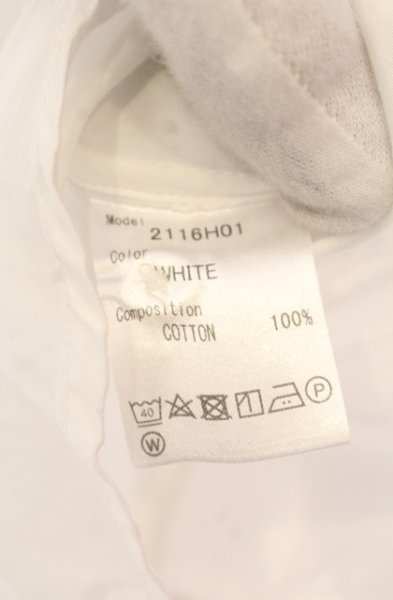 Model
2116H01
Color
WHITE
Composition
COTTON 100%
40 P
W